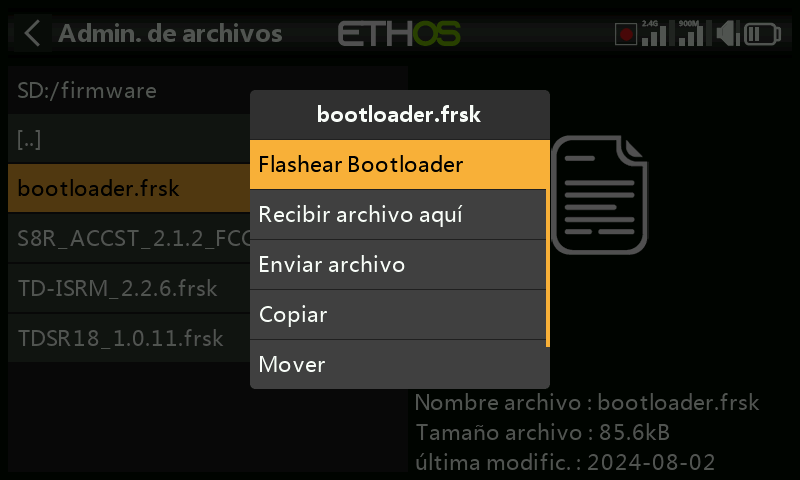 Admin. de archivos
ETHOS
2.4G
900M
SD:/firmware
[..]
bootloader.frsk
S8R_ACCST_2.1.2_FCC
TD-ISRM_2.2.6.frsk
TDSR18_1.0.11.frsk
bootloader.frsk
Flashear Bootloader
Recibir archivo aquí
Enviar archivo
Copiar
Mover
Nombre archivo : bootloader.frsk
Tamaño archivo : 85.6kB
última modific. : 2024-08-02